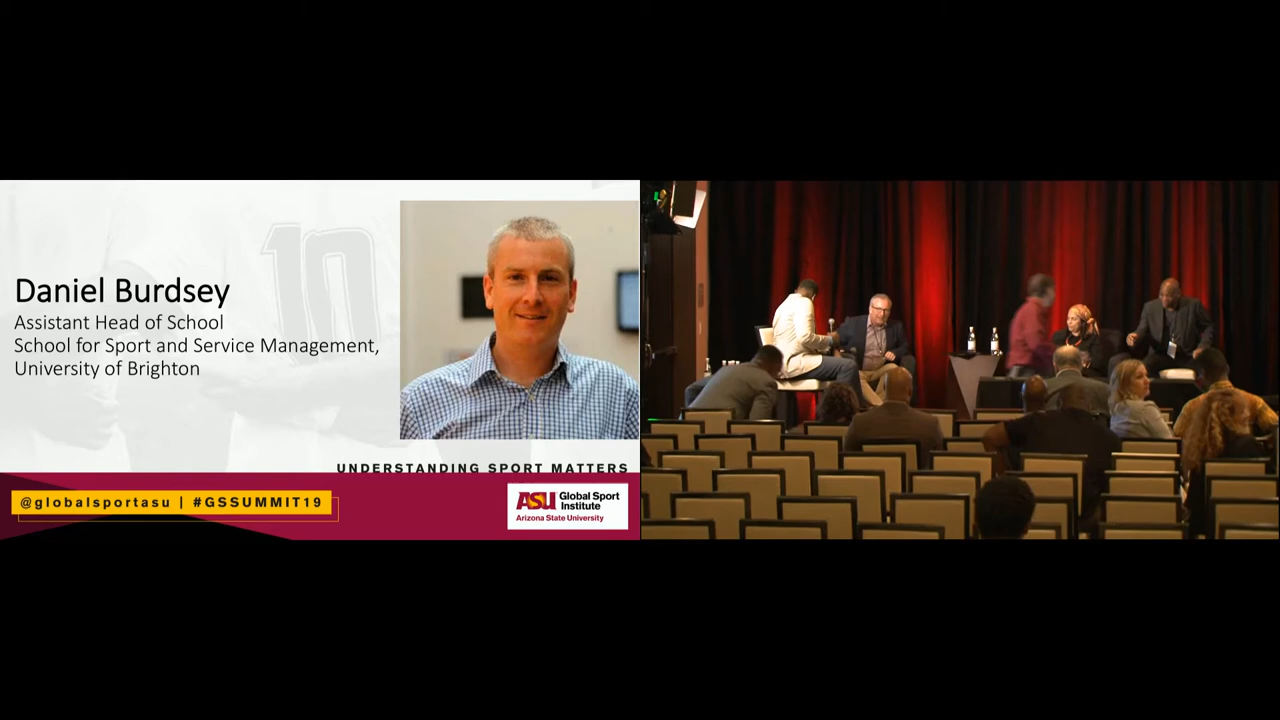 10
Daniel Burdsey
Assistant Head of School
School for Sport and Service Management,
University of Brighton
UNDERSTANDING SPORT MATTERS
@globalsportasu | #GSSUMMIT19
ASU Global Sport
Institute
Arizona State University